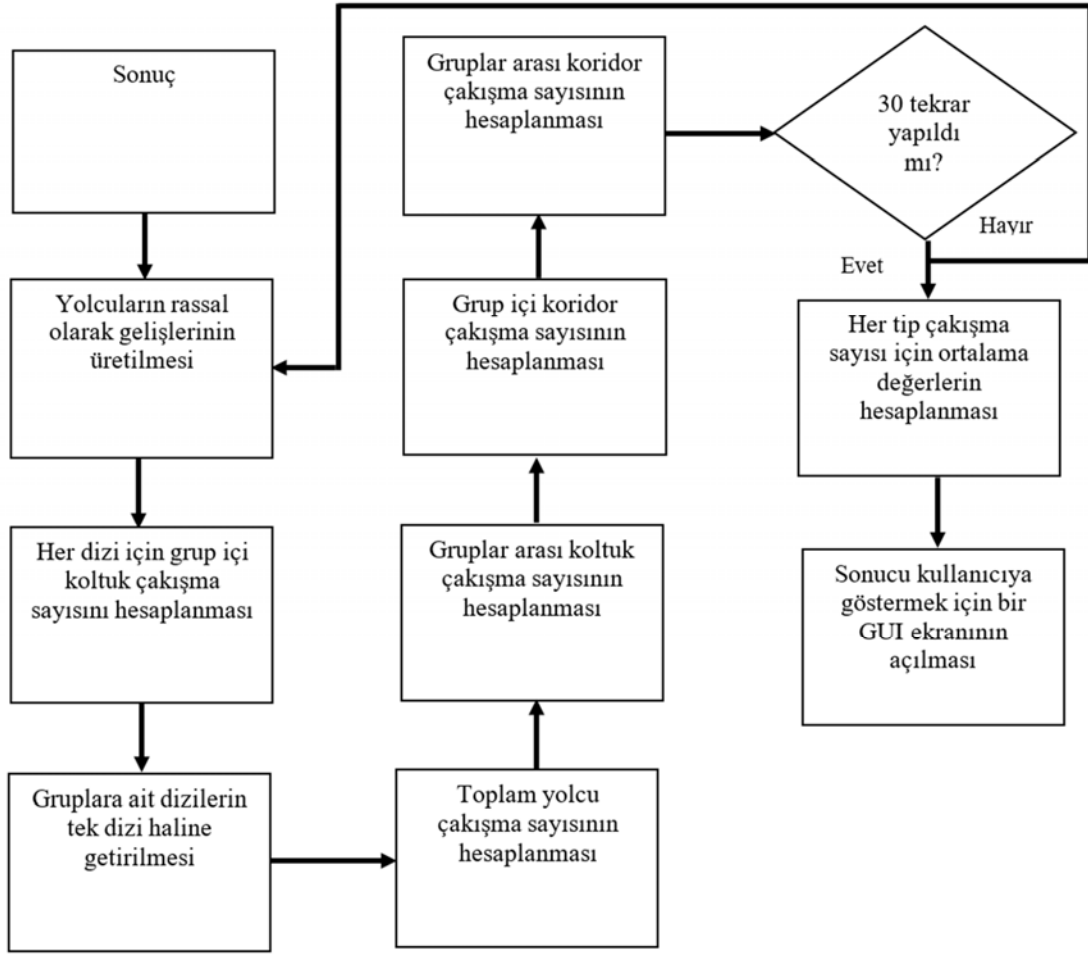 Sonuç
Yolcuların rassal
olarak gelişlerinin
üretilmesi
Her dizi için grup içi
koltuk çakışma
sayısını hesaplanması
Gruplara ait dizilerin
tek dizi haline
getirilmesi
Toplam yolcu
çakışma sayısının
hesaplanması
Gruplar arası koltuk
çakışma sayısının
hesaplanması
Grup içi koridor
çakışma sayısının
hesaplanması
Gruplar arası koridor
çakışma sayısının
hesaplanması
30 tekrar
yapıldı
mı?
Hayır
Evet
Her tip çakışma
sayısı için ortalama
değerlerin
hesaplanması
Sonucu kullanıcıya
göstermek için bir
GUI ekranının
açılması